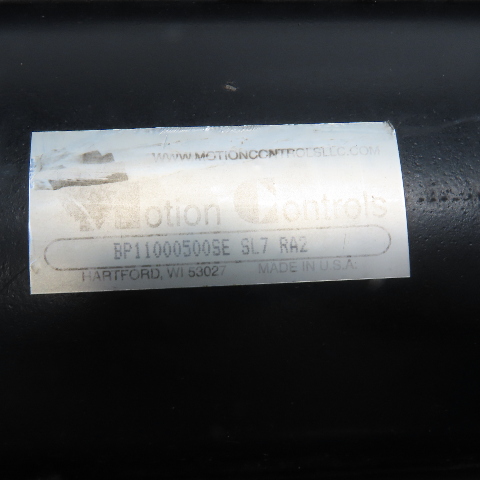 WWW.MOTIONCONTROLSLLC.COM
Motion Controls
BP11000500SE SL7 RA2
HARTFORD, WI 53027 MADE IN U.S.A.